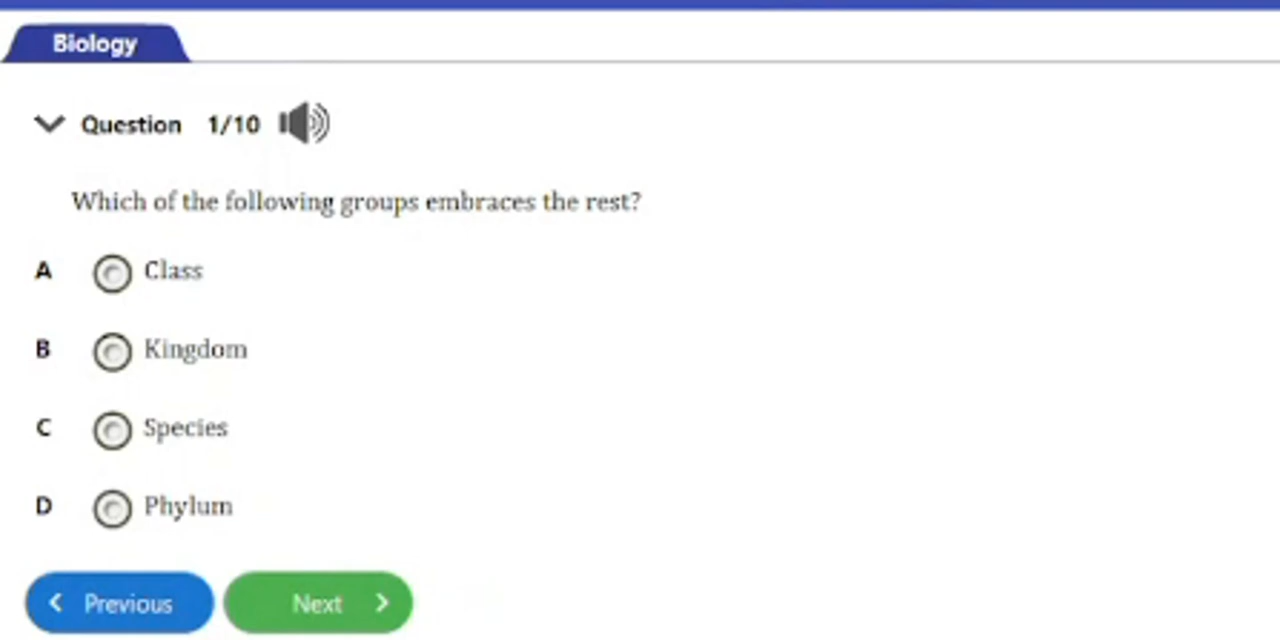 Biology
Question 1/10
Which of the following groups embraces the rest?
A Class
B Kingdom
C Species
D Phylum
Previous Next